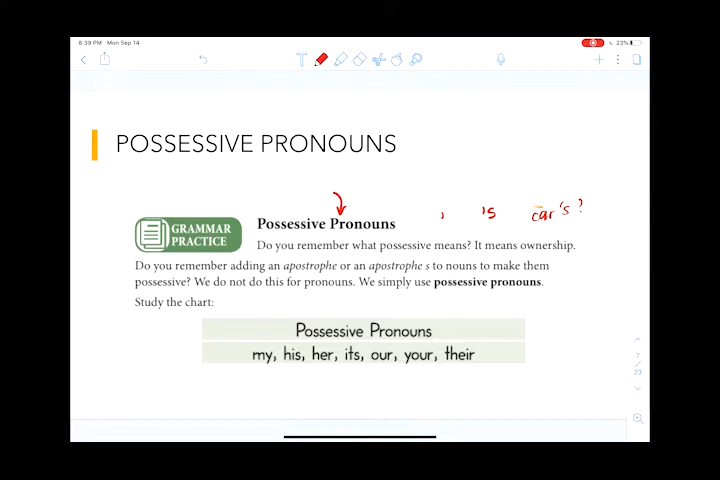 8:39 PM Mon Sep 14
23%
T
POSSESSIVE PRONOUNS
' 's car's?
GRAMMAR
PRACTICE
Possessive Pronouns
Do you remember what possessive means? It means ownership.
Do you remember adding an apostrophe or an apostrophe s to nouns to make them
possessive? We do not do this for pronouns. We simply use possessive pronouns.
Study the chart:
Possessive Pronouns
my, his, her, its, our, your, their
7
/
23